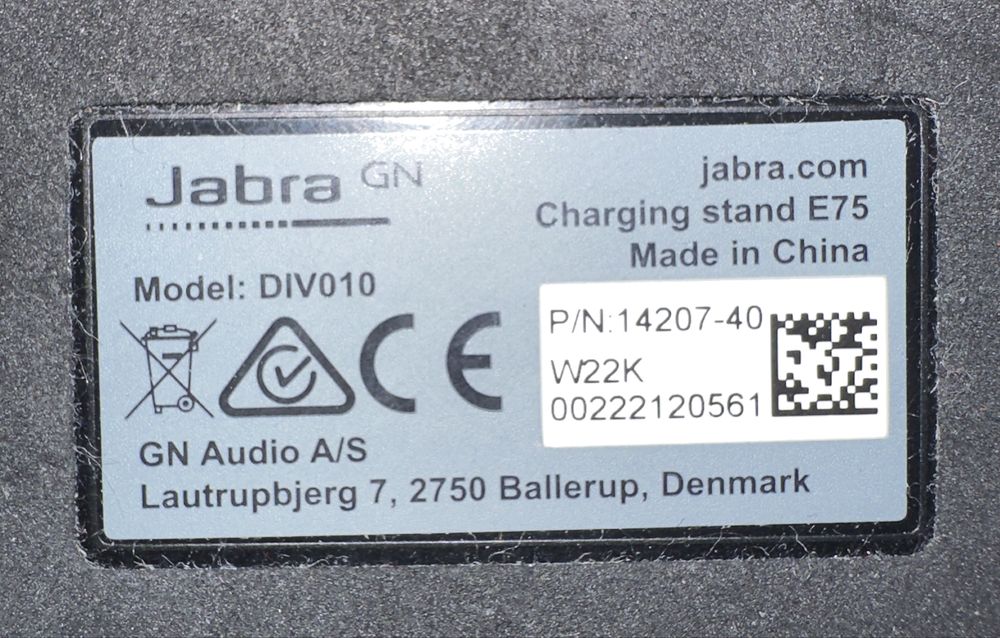 Jabra GN
jabra.com
Charging stand E75
Made in China
Model: DIV010
P/N:14207-40
W22K
00222120561
CE
GN Audio A/S
Lautrupbjerg 7, 2750 Ballerup, Denmark